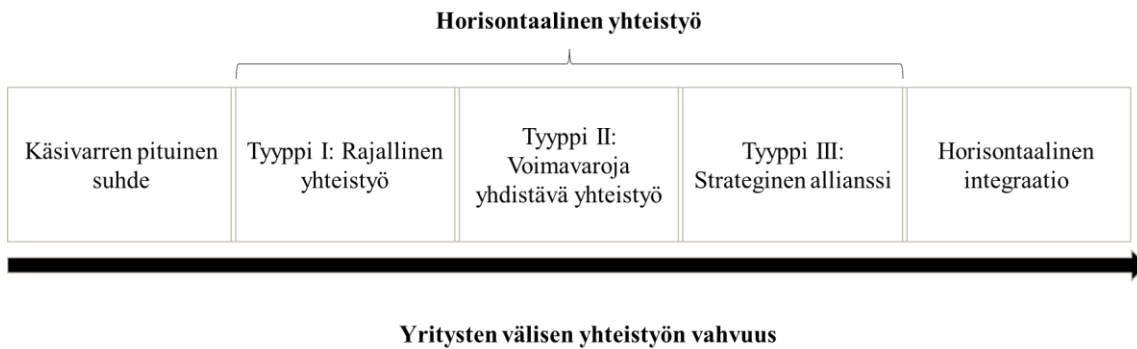 Horisontaalinen yhteistyö
Käsivarren pituinen
suhde
Tyyppi I: Rajallinen
yhteistyö
Tyyppi II:
Voimavaroja
yhdistävä yhteistyö
Tyyppi III:
Strateginen allianssi
Horisontaalinen
integraatio
Yritysten välisen yhteistyön vahvuus